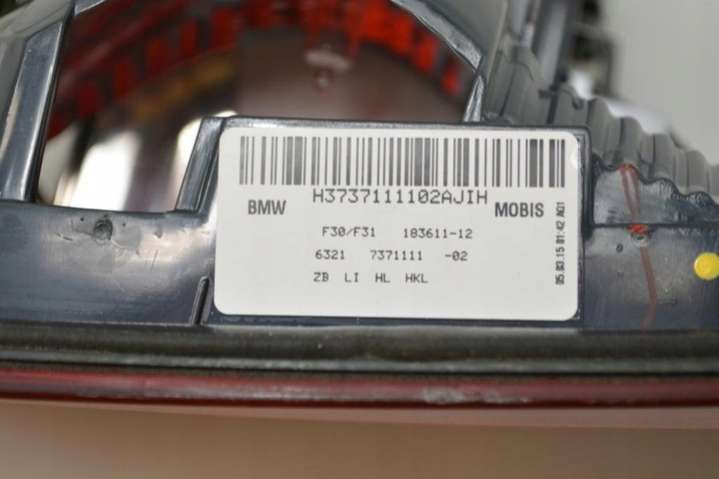 H3737111102AJIH
BMW MOBIS
F30/F31 183611-12
6321 7371111 -02
ZB LI HL HKL
05.03.15 01:42 A01